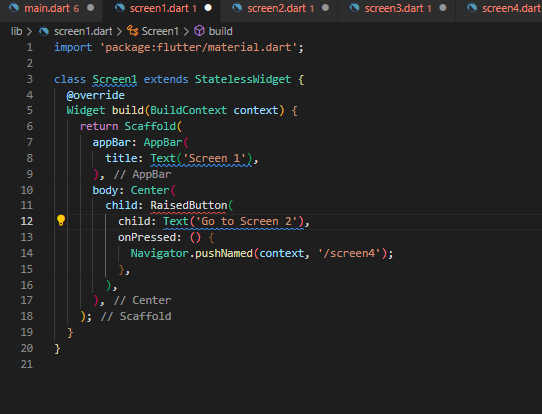 main.dart 6 screen1.dart 1 screen2.dart 1 screen3.dart 1 screen4.dart
lib > screen1.dart > Screen1 > build
1 import 'package:flutter/material.dart';
2
3 class Screen1 extends StatelessWidget {
4   @override
5   Widget build(BuildContext context) {
6     return Scaffold(
7       appBar: AppBar(
8         title: Text('Screen 1'),
9       ), // AppBar
10       body: Center(
11         child: RaisedButton(
12           child: Text('Go to Screen 2'),
13           onPressed: () {
14             Navigator.pushNamed(context, '/screen4');
15           },
16         ),
17       ), // Center
18     ); // Scaffold
19   }
20 }
21